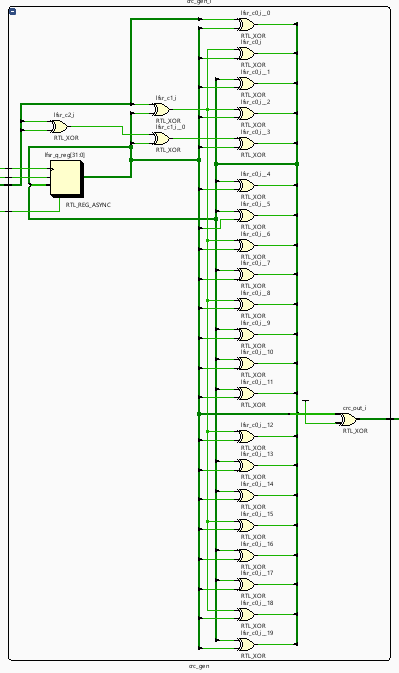 crc_gen_i
lfsr_c0_i__0
RTL_XOR
lfsr_c0_i
RTL_XOR
lfsr_c0_i__1
RTL_XOR
lfsr_c1_i
RTL_XOR
lfsr_c0_i__2
RTL_XOR
lfsr_c2_i
RTL_XOR
lfsr_c1_i__0
RTL_XOR
lfsr_c0_i__3
RTL_XOR
lfsr_q_reg[31:0]
RTL_REG_ASYNC
lfsr_c0_i__4
RTL_XOR
lfsr_c0_i__5
RTL_XOR
lfsr_c0_i__6
RTL_XOR
lfsr_c0_i__7
RTL_XOR
lfsr_c0_i__8
RTL_XOR
lfsr_c0_i__9
RTL_XOR
lfsr_c0_i__10
RTL_XOR
lfsr_c0_i__11
RTL_XOR
crc_out_i
RTL_XOR
lfsr_c0_i__12
RTL_XOR
lfsr_c0_i__13
RTL_XOR
lfsr_c0_i__14
RTL_XOR
lfsr_c0_i__15
RTL_XOR
lfsr_c0_i__16
RTL_XOR
lfsr_c0_i__17
RTL_XOR
lfsr_c0_i__18
RTL_XOR
lfsr_c0_i__19
RTL_XOR
crc_gen